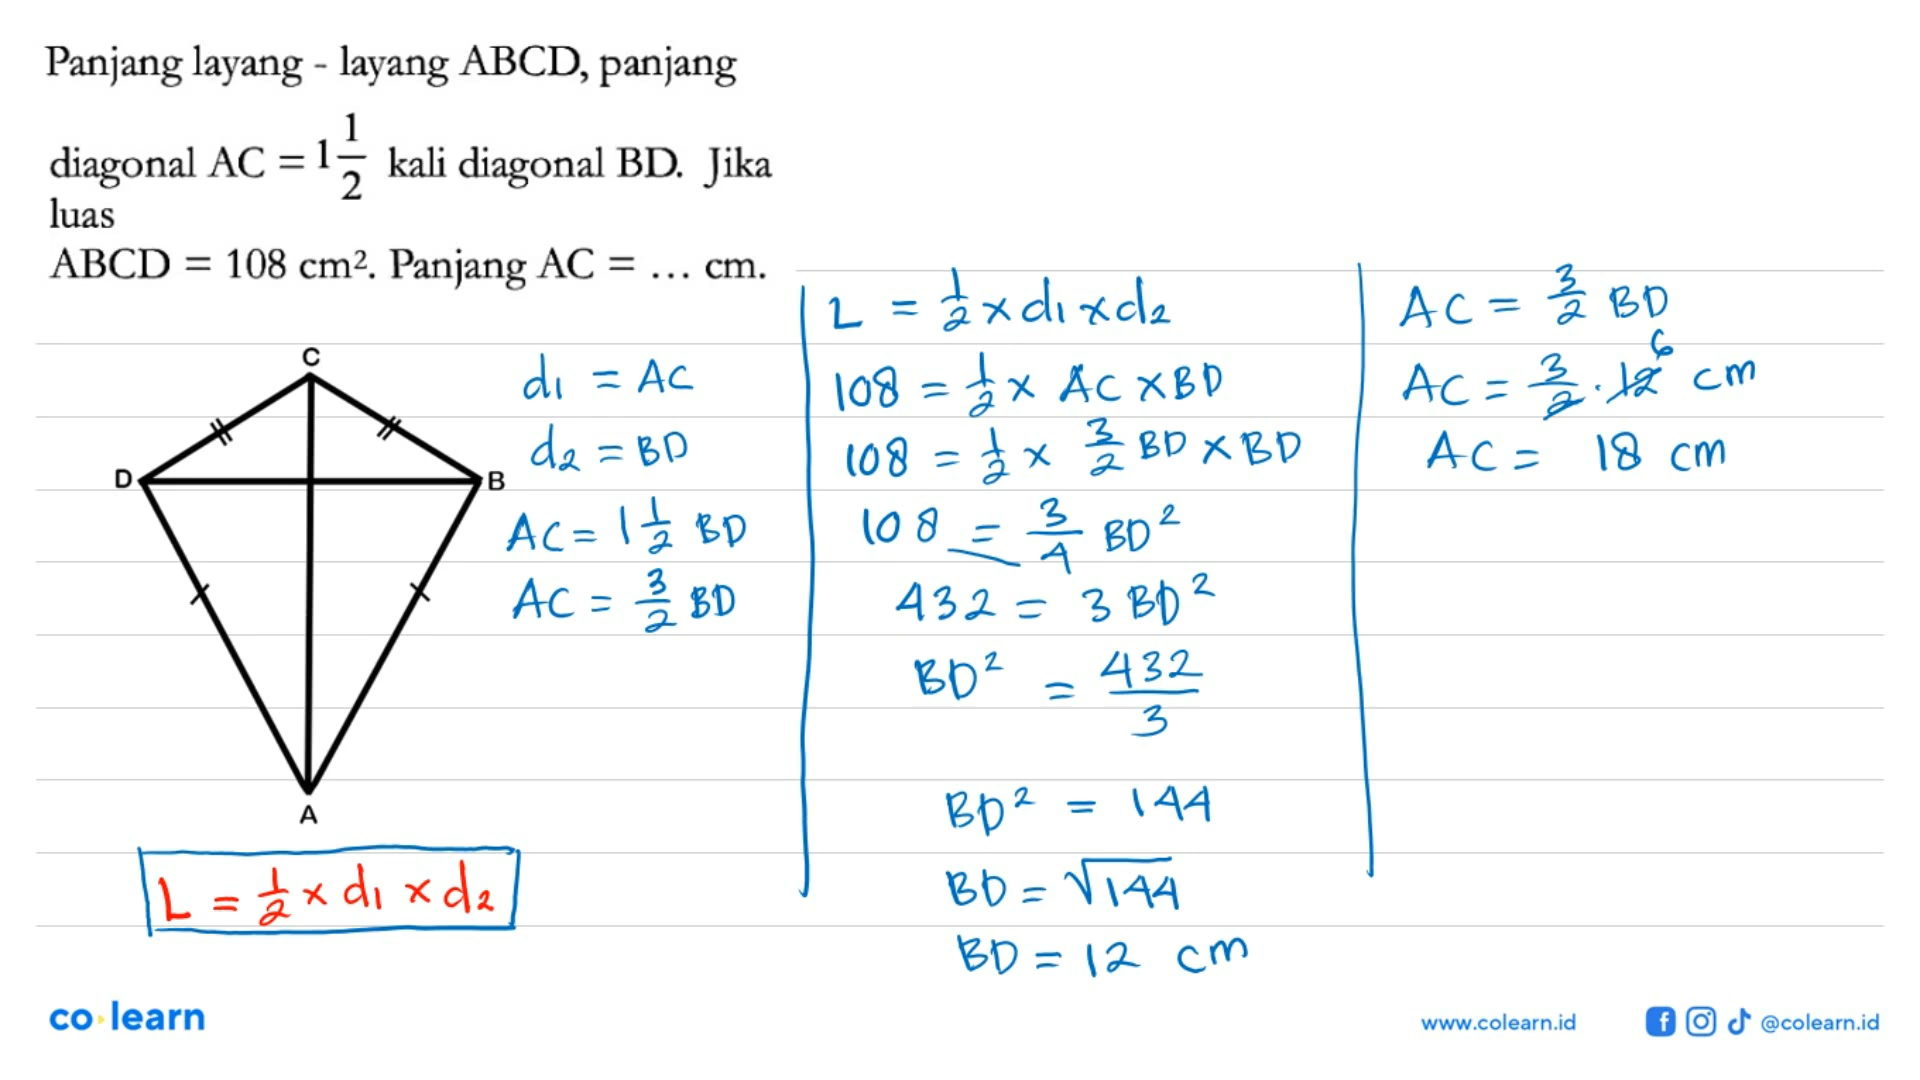 Panjang layang - layang ABCD, panjang
diagonal AC = 1 1/2 kali diagonal BD. Jika
luas
ABCD = 108 cm². Panjang AC = ... cm.
C
D
B
A
L = 1/2 × d1 × d2
d1 = AC
d2 = BD
AC = 1 1/2 BD
AC = 3/2 BD
L = 1/2 × d1 × d2
108 = 1/2 × AC × BD
108 = 1/2 × 3/2 BD × BD
108 = 3/4 BD²
432 = 3 BD²
BD² = 432/3
BD² = 144
BD = √144
BD = 12 cm
AC = 3/2 BD
6
AC = 3/2 · 12 cm
AC = 18 cm
co learn
www.colearn.id
@colearn.id